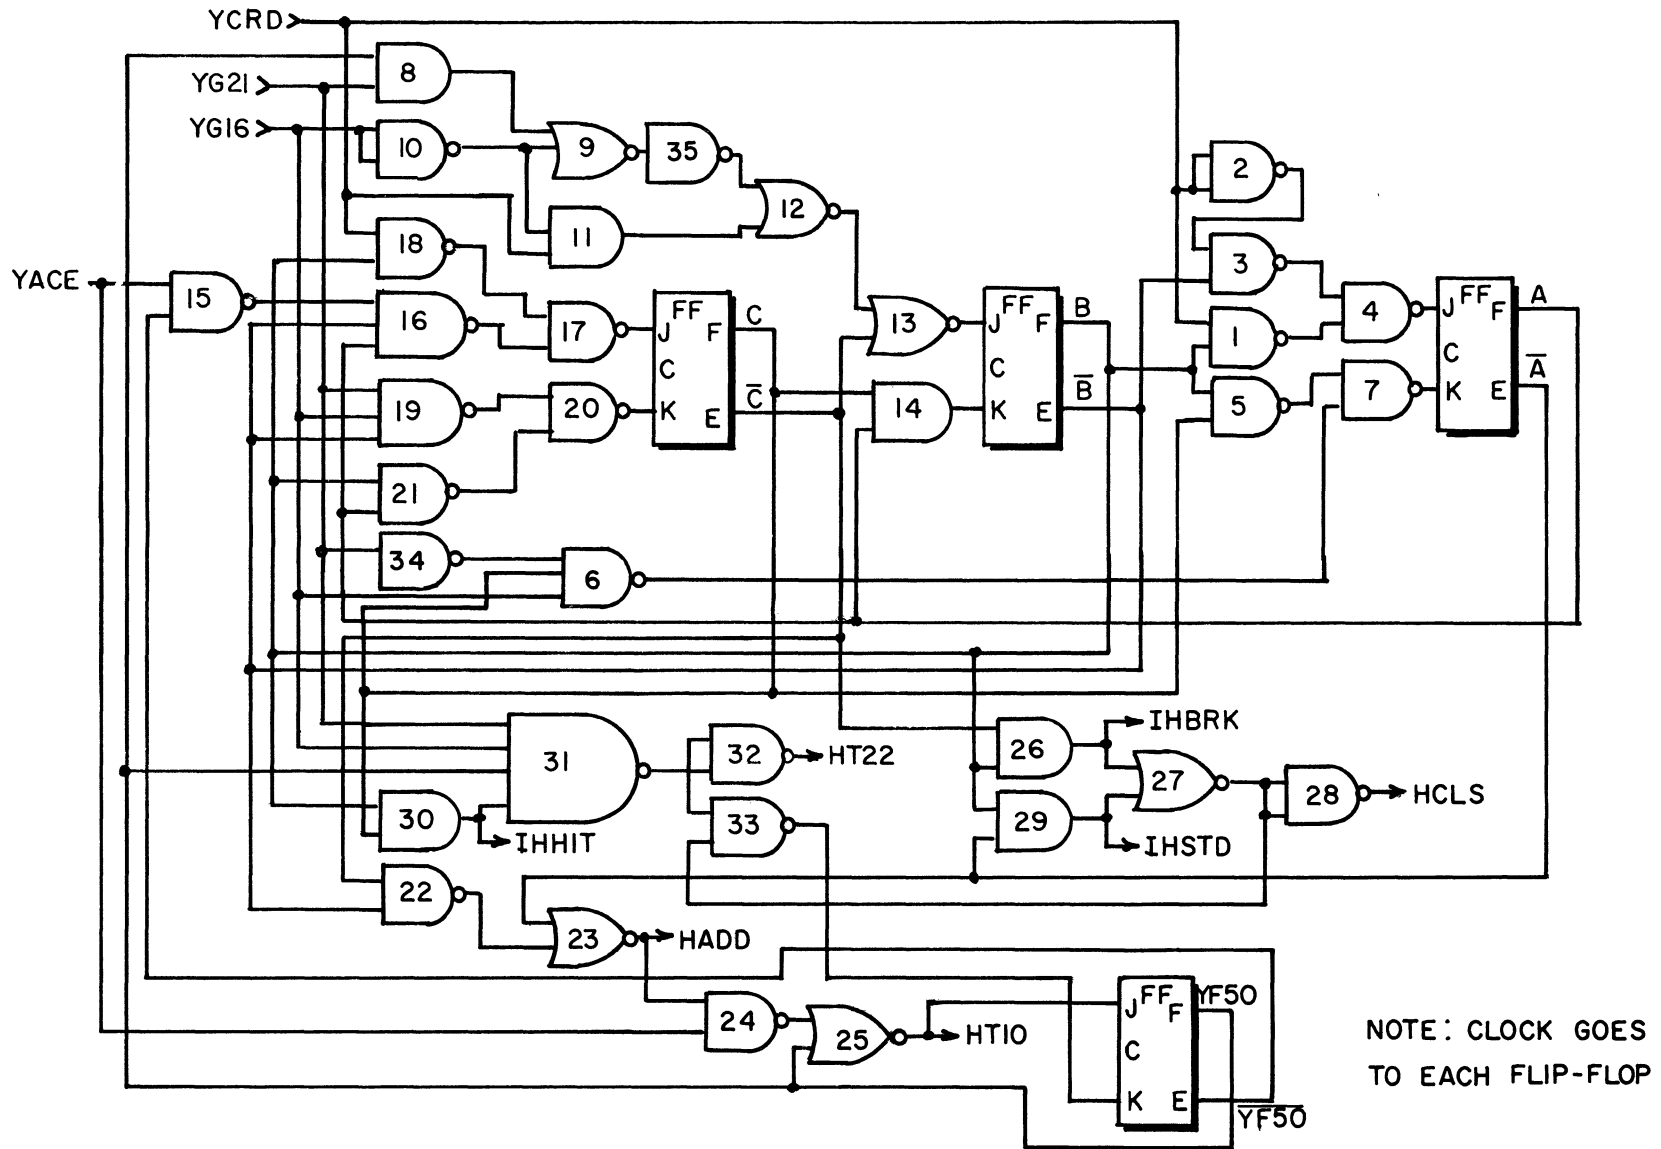 YCRD
YG21
YG16
YACE
8
10
9
35
12
11
18
15
16
17
19
20
21
34
6
J FF F
C
K E
C
C̅
13
14
J FF F
C
K E
B
B̅
2
3
1
4
5
7
J FF F
C
K E
A
A̅
31
30
IHHIT
32
HT22
33
26
IHBRK
27
28
HCLS
29
IHSTD
22
23
HADD
24
25
HT10
J FF F
C
K E
YF50
Y̅F̅5̅0̅
NOTE: CLOCK GOES
TO EACH FLIP-FLOP